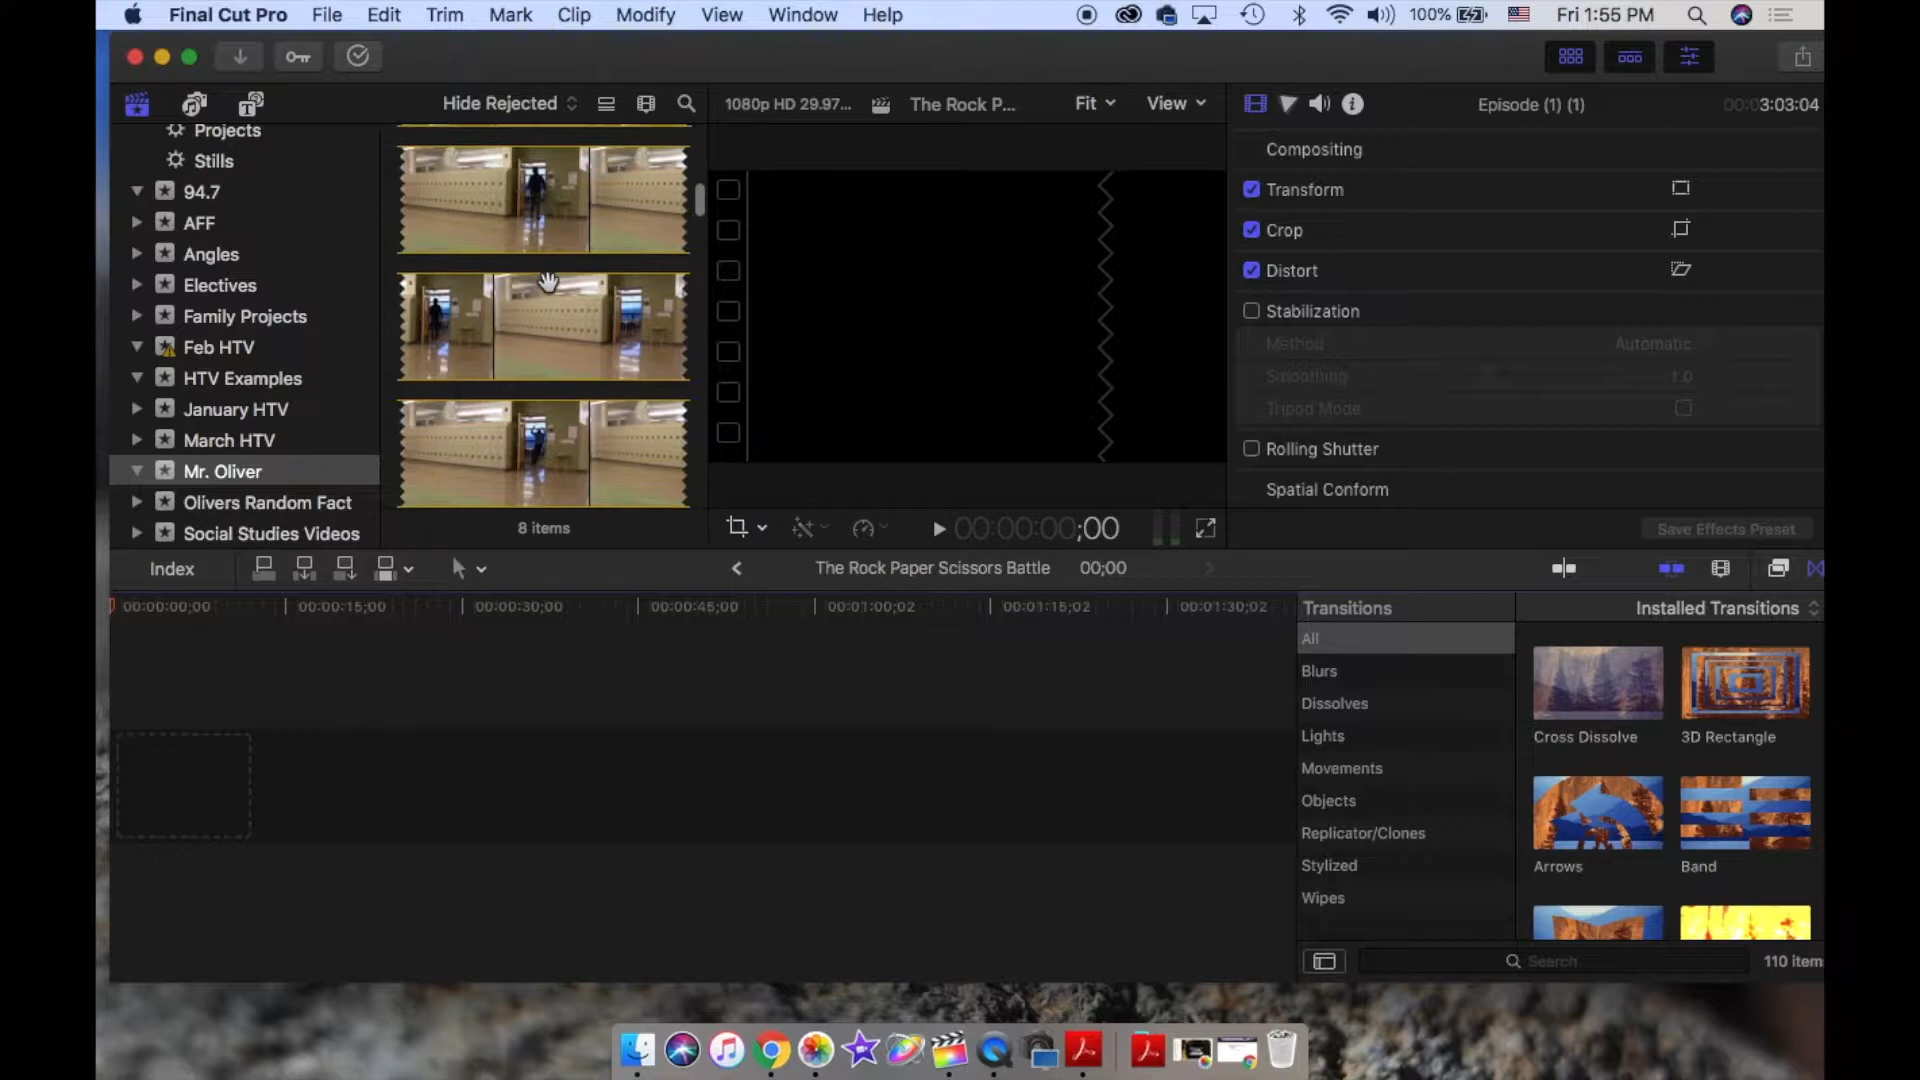 Final Cut Pro File Edit Trim Mark Clip Modify View Window Help 100% Fri 1:55 PM
Hide Rejected 1080p HD 29.97... The Rock P... Fit View Episode (1) (1) 00:00:3:03:04
Projects
Stills
94.7
AFF
Angles
Electives
Family Projects
Feb HTV
HTV Examples
January HTV
March HTV
Mr. Oliver
Olivers Random Fact
Social Studies Videos
8 items
00:00:00:00;00
Compositing
Transform
Crop
Distort
Stabilization
Method Automatic
Smoothing 1.0
Tripod Mode
Rolling Shutter
Spatial Conform
Save Effects Preset
Index The Rock Paper Scissors Battle 00;00
00:00:00;00 00:00:15;00 00:00:30;00 00:00:45;00 00:01:00;02 00:01:15;02 00:01:30;02
Transitions Installed Transitions
All
Blurs
Dissolves
Lights
Movements
Objects
Replicator/Clones
Stylized
Wipes
Cross Dissolve 3D Rectangle
Arrows Band
Search 110 item